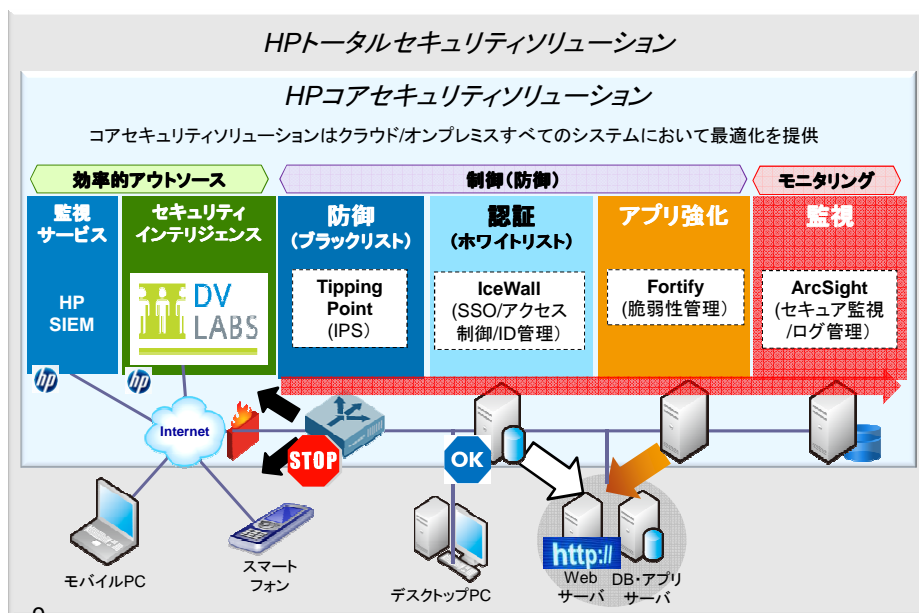 HPトータルセキュリティソリューション
HPコアセキュリティソリューション
コアセキュリティソリューションはクラウド/オンプレミスすべてのシステムにおいて最適化を提供
効率的アウトソース
制御(防御)
モニタリング
監視
サービス
HP
SIEM
セキュリティ
インテリジェンス
DV
LABS
防御
(ブラックリスト)
Tipping
Point
(IPS)
認証
(ホワイトリスト)
IceWall
(SSO/アクセス
制御/ID管理)
アプリ強化
Fortify
(脆弱性管理)
監視
ArcSight
(セキュア監視
/ログ管理)
hp
hp
Internet
STOP
OK
http://
モバイルPC
スマート
フォン
デスクトップPC
Web
サーバ
DB・アプリ
サーバ